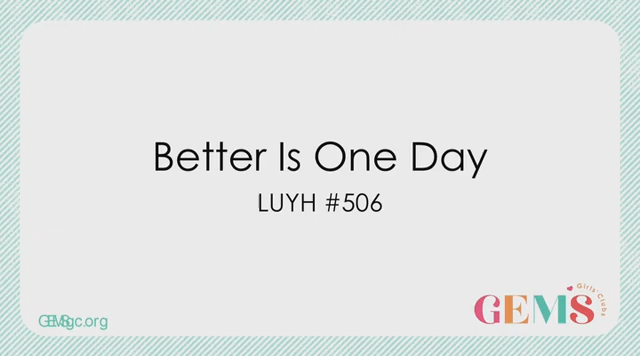 Better Is One Day
LUYH #506
GEMSgc.org
GEMS
Girls' Clubs